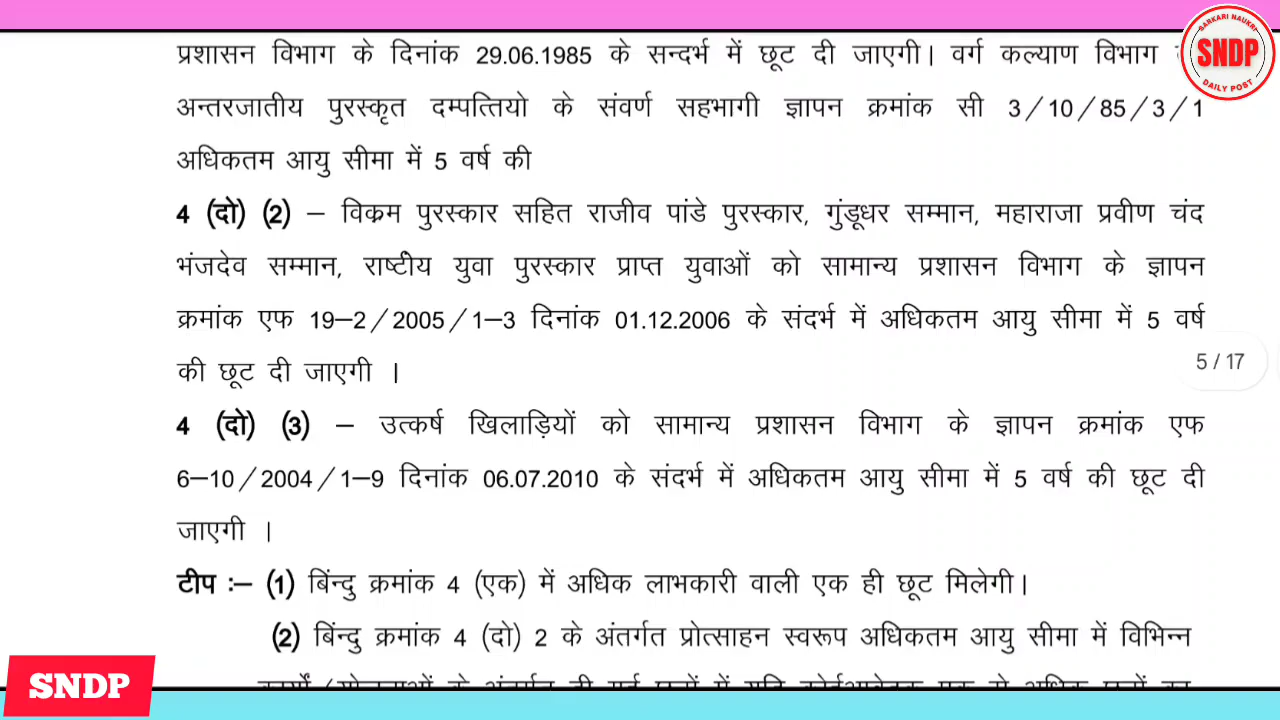 प्रशासन विभाग के दिनांक 29.06.1985 के सन्दर्भ में छूट दी जाएगी। वर्ग कल्याण विभाग
अन्तरजातीय पुरस्कृत दम्पत्तियो के संवर्ण सहभागी ज्ञापन क्रमांक सी 3/10/85/3/1
अधिकतम आयु सीमा में 5 वर्ष की
4 (दो) (2) – विक्रम पुरस्कार सहित राजीव पांडे पुरस्कार, गुंडूधर सम्मान, महाराजा प्रवीण चंद
भंजदेव सम्मान, राष्टीय युवा पुरस्कार प्राप्त युवाओं को सामान्य प्रशासन विभाग के ज्ञापन
क्रमांक एफ 19–2/2005/1–3 दिनांक 01.12.2006 के संदर्भ में अधिकतम आयु सीमा में 5 वर्ष
की छूट दी जाएगी ।
4 (दो) (3) – उत्कर्ष खिलाड़ियों को सामान्य प्रशासन विभाग के ज्ञापन क्रमांक एफ
6–10/2004/1–9 दिनांक 06.07.2010 के संदर्भ में अधिकतम आयु सीमा में 5 वर्ष की छूट दी
जाएगी ।
टीप :– (1) बिंन्दु क्रमांक 4 (एक) में अधिक लाभकारी वाली एक ही छूट मिलेगी।
(2) बिंन्दु क्रमांक 4 (दो) 2 के अंतर्गत प्रोत्साहन स्वरूप अधिकतम आयु सीमा में विभिन्न
SARKARI NAUKRI
SNDP
DAILY POST
5 / 17
SNDP